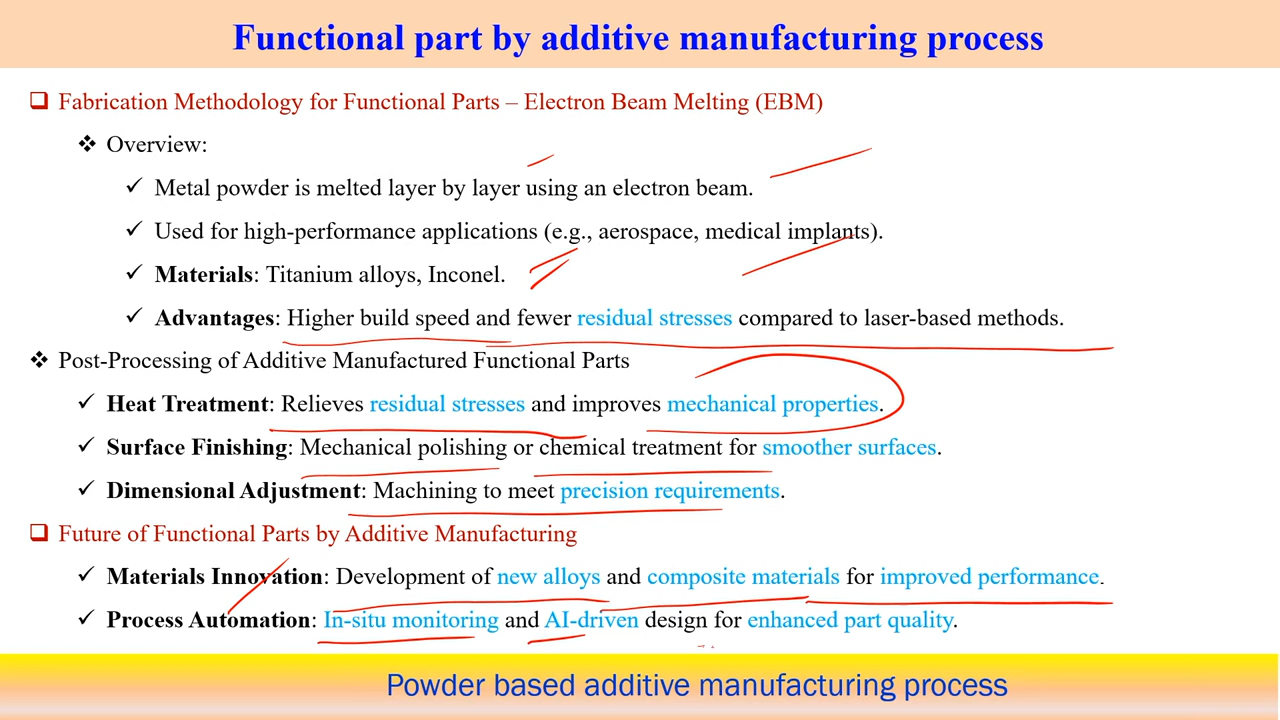 Functional part by additive manufacturing process
Fabrication Methodology for Functional Parts – Electron Beam Melting (EBM)
Overview:
Metal powder is melted layer by layer using an electron beam.
Used for high-performance applications (e.g., aerospace, medical implants).
Materials: Titanium alloys, Inconel.
Advantages: Higher build speed and fewer residual stresses compared to laser-based methods.
Post-Processing of Additive Manufactured Functional Parts
Heat Treatment: Relieves residual stresses and improves mechanical properties.
Surface Finishing: Mechanical polishing or chemical treatment for smoother surfaces.
Dimensional Adjustment: Machining to meet precision requirements.
Future of Functional Parts by Additive Manufacturing
Materials Innovation: Development of new alloys and composite materials for improved performance.
Process Automation: In-situ monitoring and AI-driven design for enhanced part quality.
Powder based additive manufacturing process